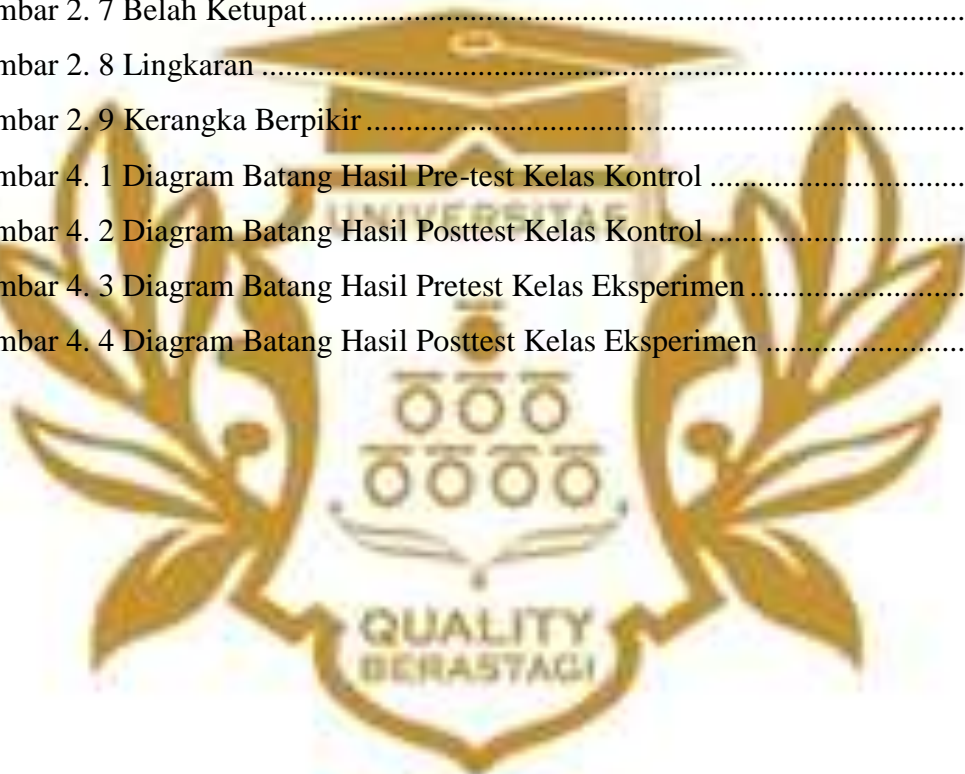 mbar 2. 7 Belah Ketupat................................................................................
mbar 2. 8 Lingkaran................................................................................
mbar 2. 9 Kerangka Berpikir........................................................................
mbar 4. 1 Diagram Batang Hasil Pre-test Kelas Kontrol..............................
mbar 4. 2 Diagram Batang Hasil Posttest Kelas Kontrol..............................
UNIVERSITAS
mbar 4. 3 Diagram Batang Hasil Pretest Kelas Eksperimen.........................
mbar 4. 4 Diagram Batang Hasil Posttest Kelas Eksperimen.......................
QUALITY
BERASTAGI